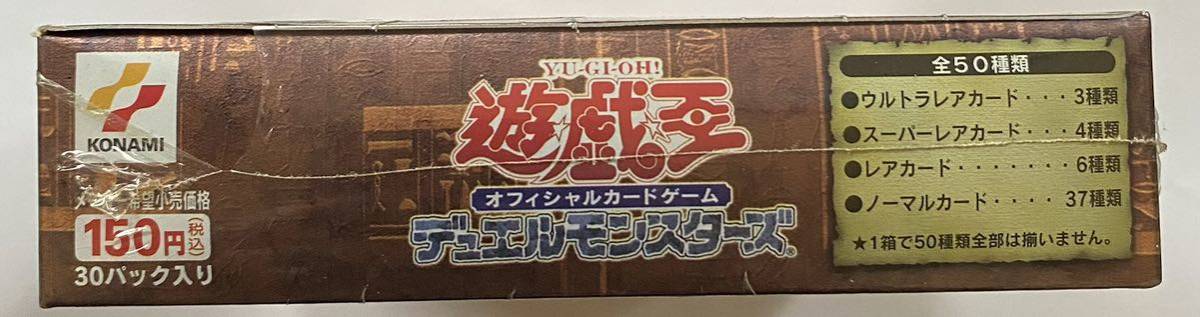 KONAMI
希望小売価格
150円(税込)
30パック入り
YU-GI-OH!
遊☆戯☆王
オフィシャルカードゲーム
デュエルモンスターズ®
全50種類
●ウルトラレアカード・・・3種類
●スーパーレアカード・・・4種類
●レアカード・・・・・・・6種類
●ノーマルカード・・・・37種類
★1箱で50種類全部は揃いません。